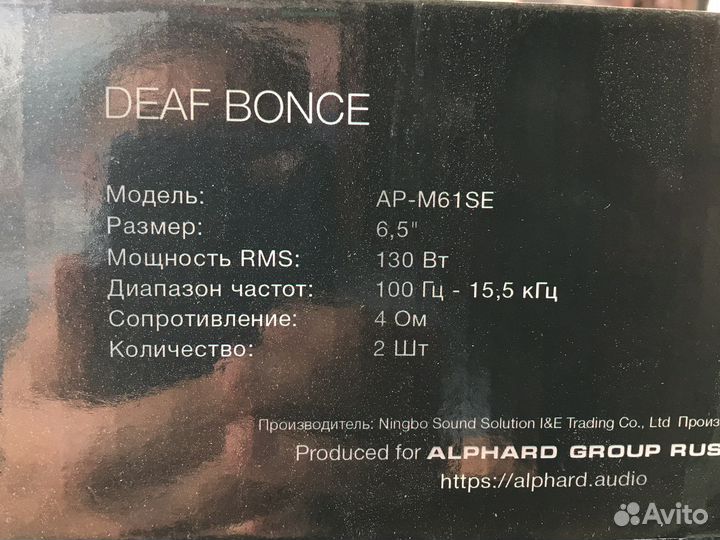 DEAF BONCE
Модель: AP-M61SE
Размер: 6,5"
Мощность RMS: 130 Вт
Диапазон частот: 100 Гц - 15,5 кГц
Сопротивление: 4 Ом
Количество: 2 Шт
Производитель: Ningbo Sound Solution I&E Trading Co., Ltd Произ
Produced for ALPHARD GROUP RUS
https://alphard.audio
Avito